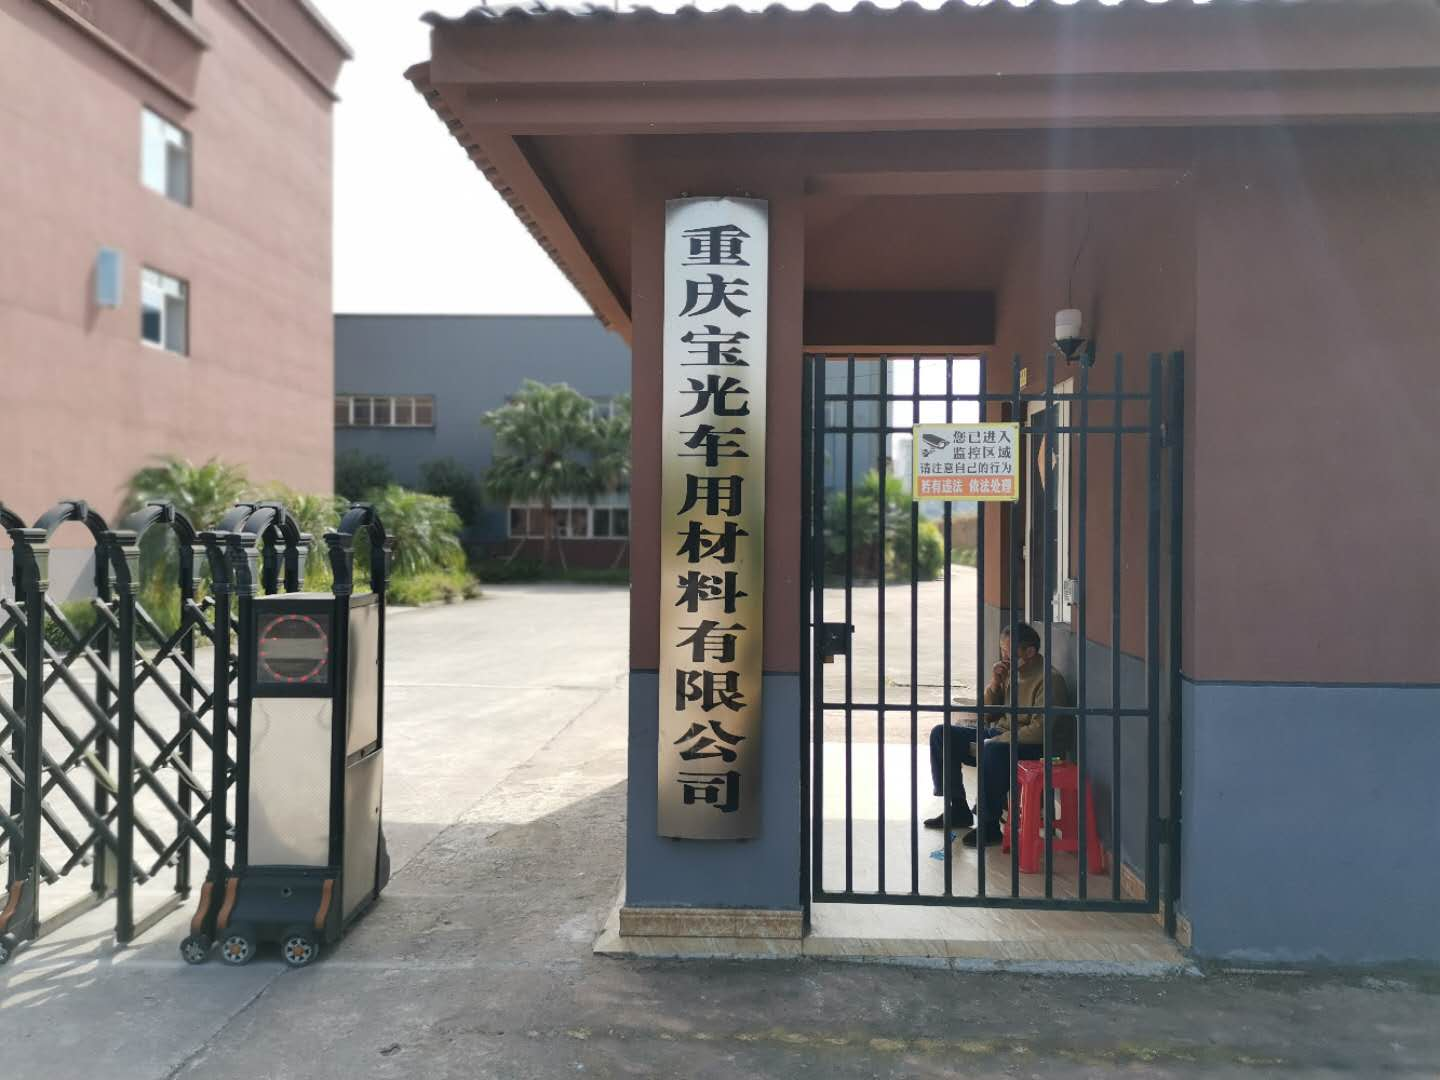 重庆宝光车用材料有限公司
您已进入
监控区域
请注意自己的行为
若有违法 依法处理